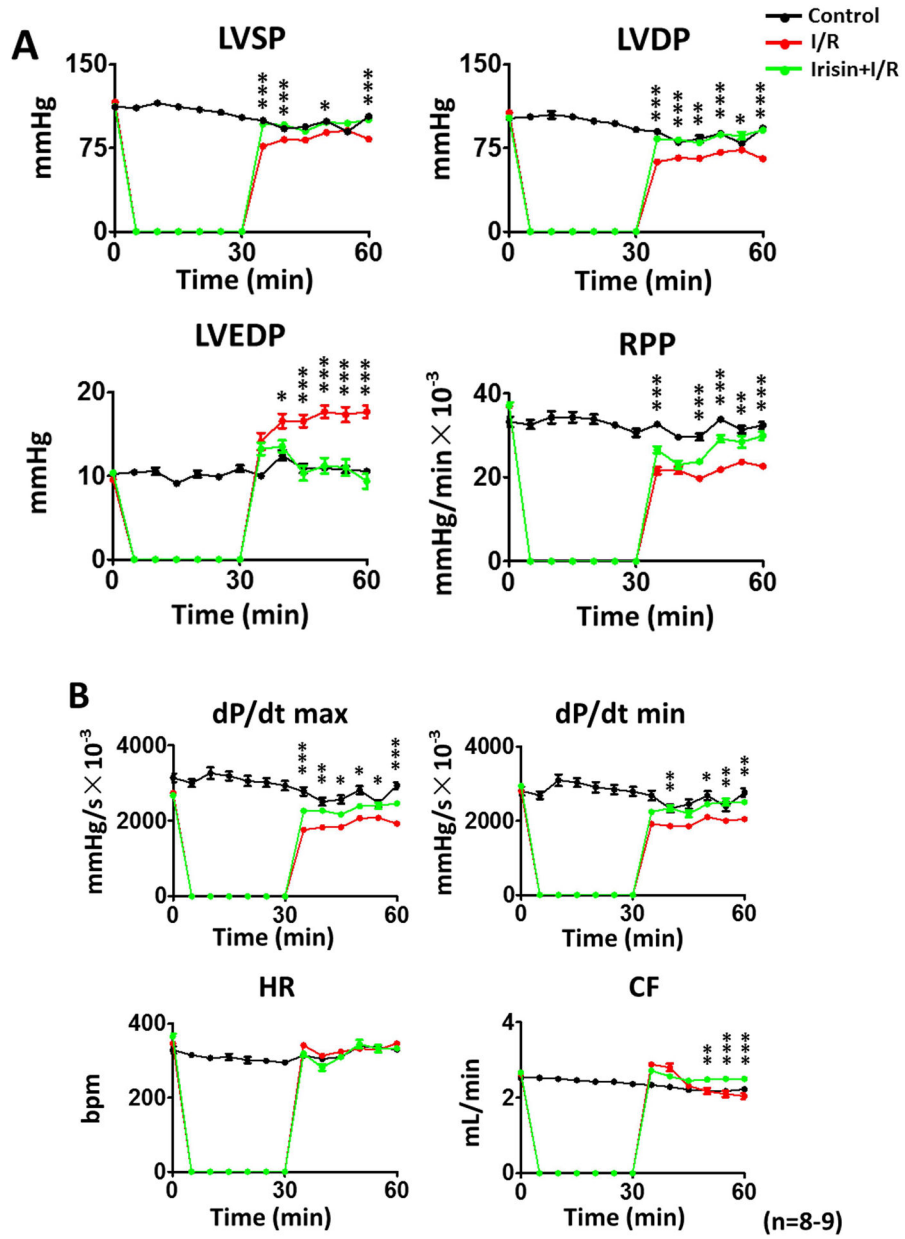 Control
I/R
Irisin+I/R
A
LVSP
mmHg
150
75
0
0 30 60
Time (min)
*** *** * ***
LVDP
mmHg
150
75
0
0 30 60
Time (min)
*** *** ** *** * ***
LVEDP
mmHg
20
10
0
0 30 60
Time (min)
* *** *** *** ***
RPP
mmHg/min × 10⁻³
40
20
0
0 30 60
Time (min)
*** *** *** ** ***
B
dP/dt max
mmHg/s × 10⁻³
4000
2000
0
0 30 60
Time (min)
*** ** * * * ***
dP/dt min
mmHg/s × 10⁻³
4000
2000
0
0 30 60
Time (min)
** * ** **
HR
bpm
400
200
0
0 30 60
Time (min)
CF
mL/min
4
2
0
0 30 60
Time (min)
** *** ***
(n=8-9)